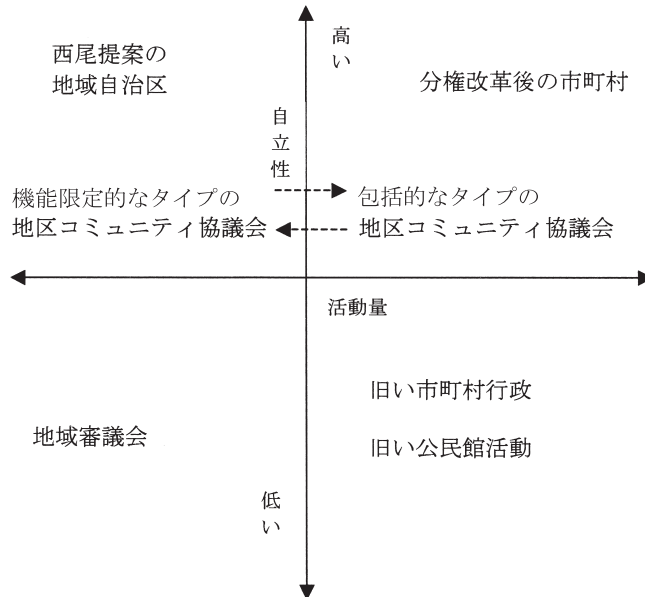 西尾提案の
地域自治区
高い
分権改革後の市町村
自立性
機能限定的なタイプの
地区コミュニティ協議会
包括的なタイプの
地区コミュニティ協議会
活動量
旧い市町村行政
地域審議会
旧い公民館活動
低い